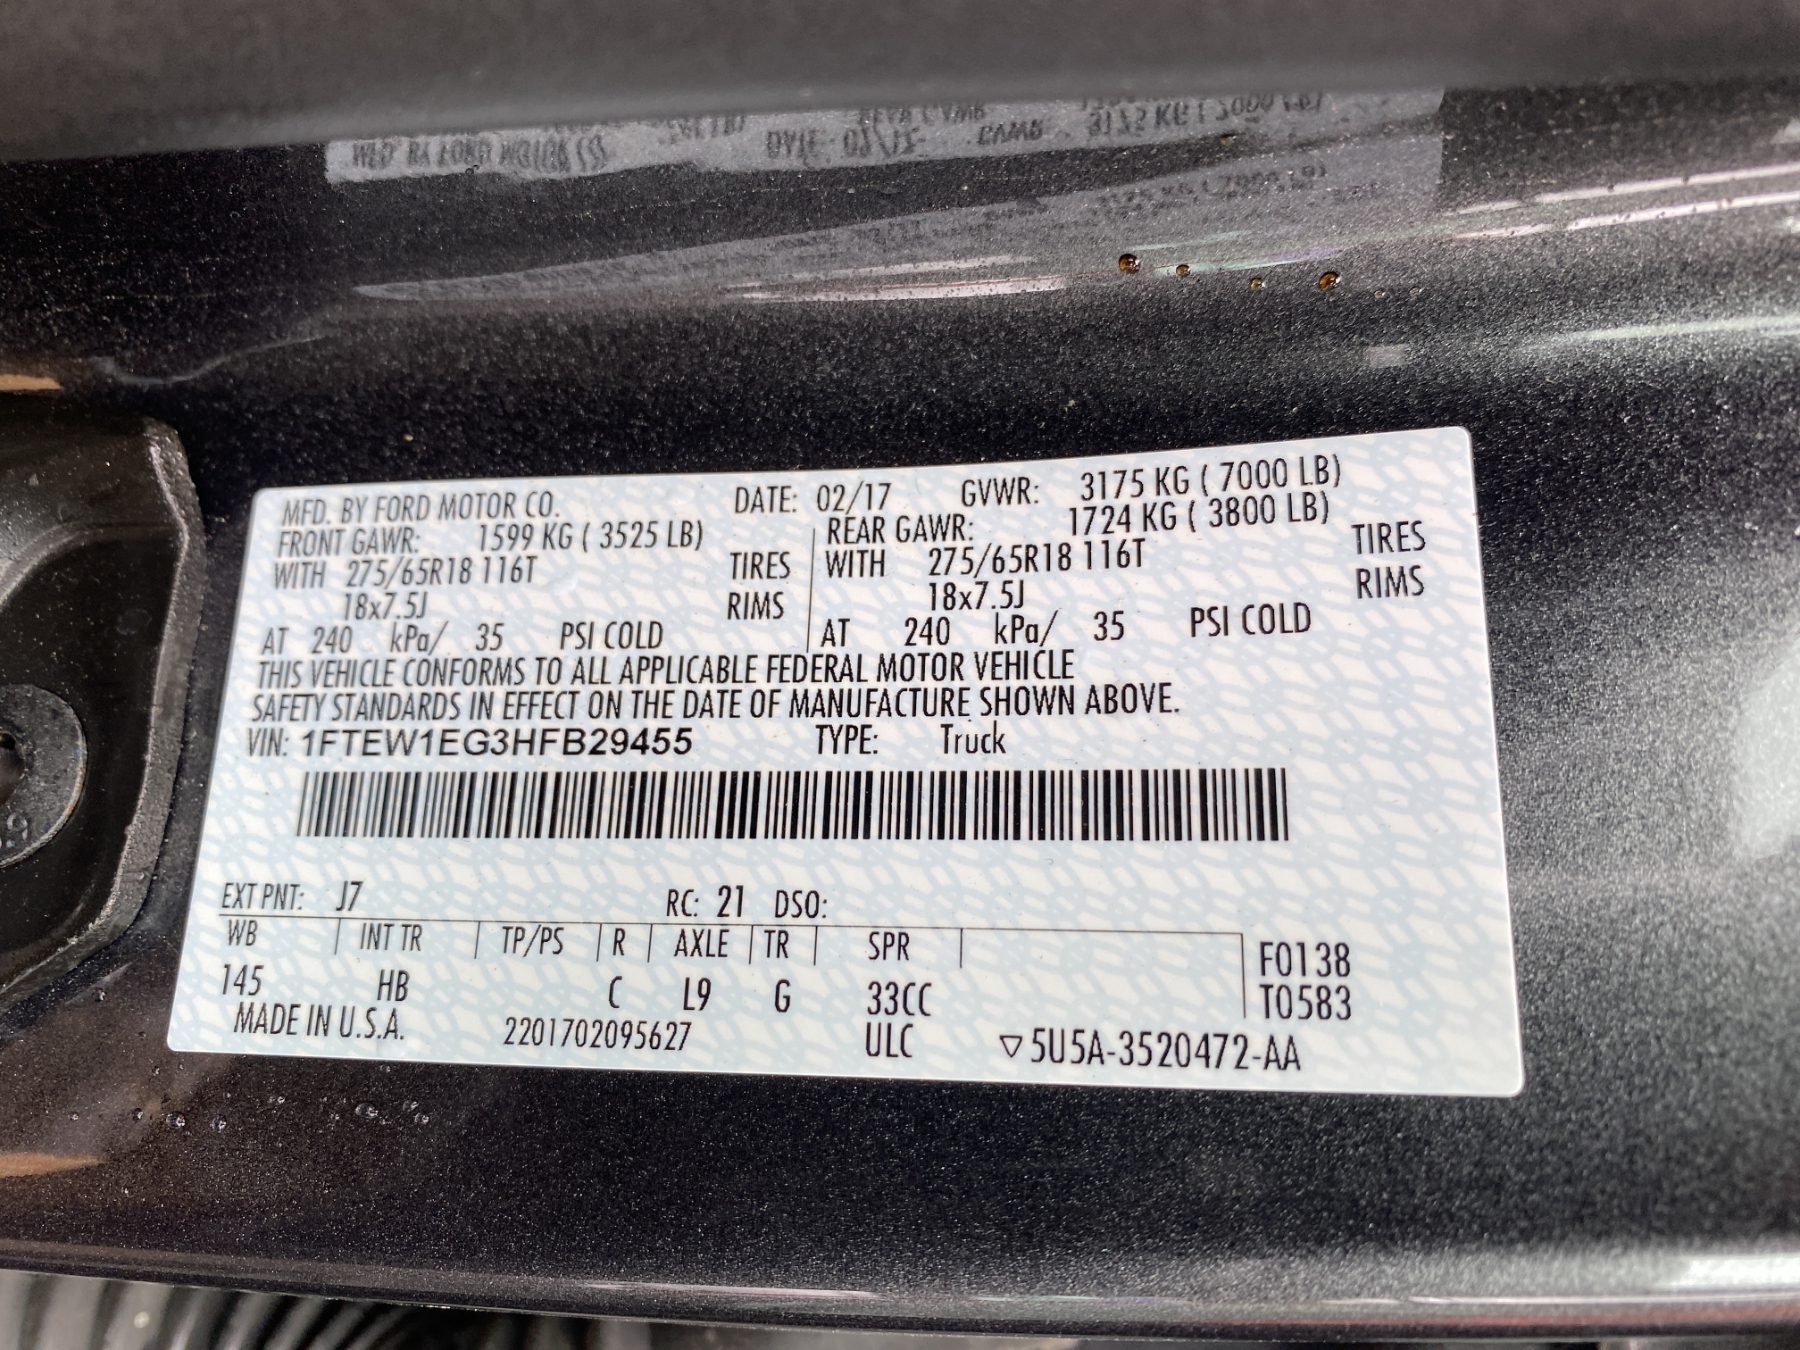 MFD. BY FORD MOTOR CO. DATE: 02/17 GVWR: 3175 KG ( 7000 LB)
FRONT GAWR: 1599 KG ( 3525 LB) REAR GAWR: 1724 KG ( 3800 LB)
WITH 275/65R18 116T TIRES WITH 275/65R18 116T TIRES
18x7.5J RIMS 18x7.5J RIMS
AT 240 kPa/ 35 PSI COLD AT 240 kPa/ 35 PSI COLD
THIS VEHICLE CONFORMS TO ALL APPLICABLE FEDERAL MOTOR VEHICLE
SAFETY STANDARDS IN EFFECT ON THE DATE OF MANUFACTURE SHOWN ABOVE.
VIN: 1FTEW1EG3HFB29455 TYPE: Truck
EXT PNT: J7 RC: 21 DSO:
WB INT TR TP/PS R AXLE TR SPR F0138
145 HB C L9 G 33CC T0583
MADE IN U.S.A. 2201702095627 ULC ▽5U5A-3520472-AA